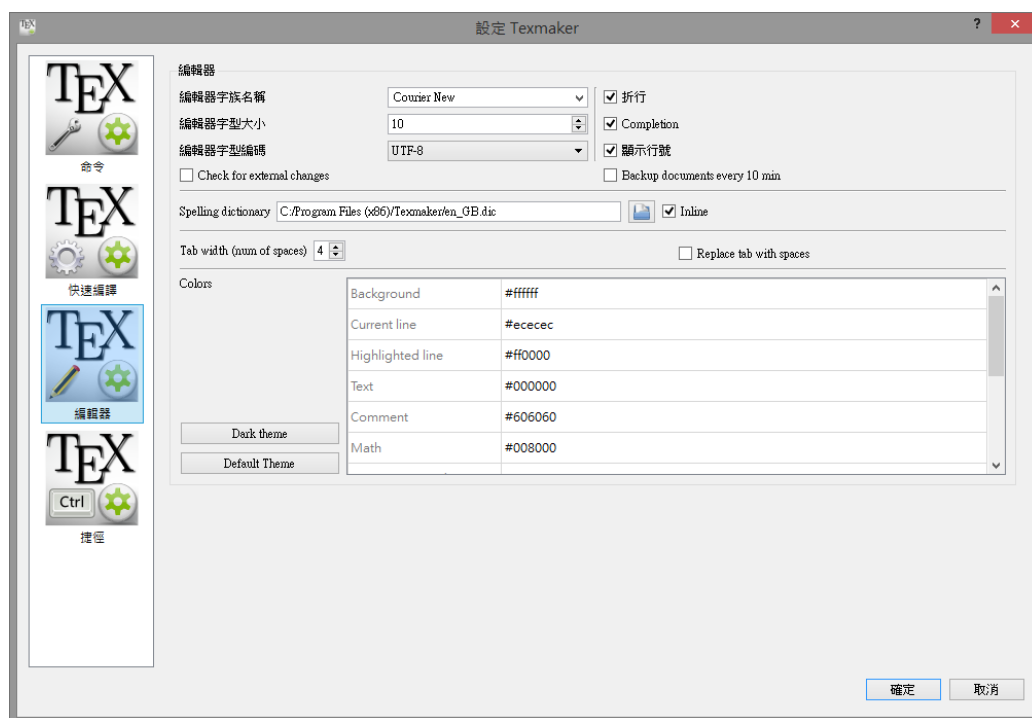 設定 Texmaker
?
TEX
命令
TEX
快速編譯
TEX
編輯器
TEX
Ctrl
捷徑
編輯器
編輯器字族名稱 Courier New 折行
編輯器字型大小 10 Completion
編輯器字型編碼 UTF-8 顯示行號
Check for external changes Backup documents every 10 min
Spelling dictionary C:/Program Files (x86)/Texmaker/en_GB.dic Inline
Tab width (num of spaces) 4 Replace tab with spaces
Colors
Background #ffffff
Current line #ececec
Highlighted line #ff0000
Text #000000
Comment #606060
Math #008000
Dark theme
Default Theme
確定 取消